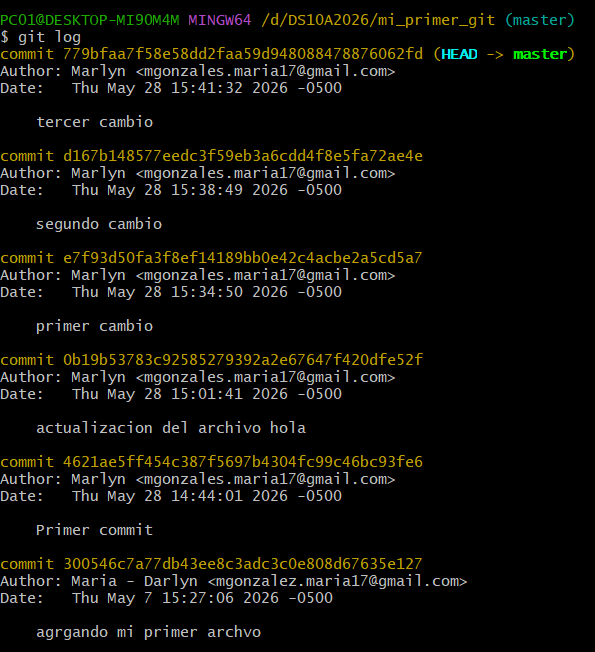 PC01@DESKTOP-MI90M4M MINGW64 /d/DS10A2026/mi_primer_git (master)
$ git log
commit 779bfaa7f58e58dd2faa59d948088478876062fd (HEAD -> master)
Author: Marlyn <mgonzales.maria17@gmail.com>
Date:   Thu May 28 15:41:32 2026 -0500
    tercer cambio
commit d167b148577eedc3f59eb3a6cdd4f8e5fa72ae4e
Author: Marlyn <mgonzales.maria17@gmail.com>
Date:   Thu May 28 15:38:49 2026 -0500
    segundo cambio
commit e7f93d50fa3f8ef14189bb0e42c4acbe2a5cd5a7
Author: Marlyn <mgonzales.maria17@gmail.com>
Date:   Thu May 28 15:34:50 2026 -0500
    primer cambio
commit 0b19b53783c92585279392a2e67647f420dfe52f
Author: Marlyn <mgonzales.maria17@gmail.com>
Date:   Thu May 28 15:01:41 2026 -0500
    actualizacion del archivo hola
commit 4621ae5ff454c387f5697b4304fc99c46bc93fe6
Author: Marlyn <mgonzales.maria17@gmail.com>
Date:   Thu May 28 14:44:01 2026 -0500
    Primer commit
commit 300546c7a77db43ee8c3adc3c0e808d67635e127
Author: Maria - Darlyn <mgonzalez.maria17@gmail.com>
Date:   Thu May 7 15:27:06 2026 -0500
    agrgando mi primer archvo